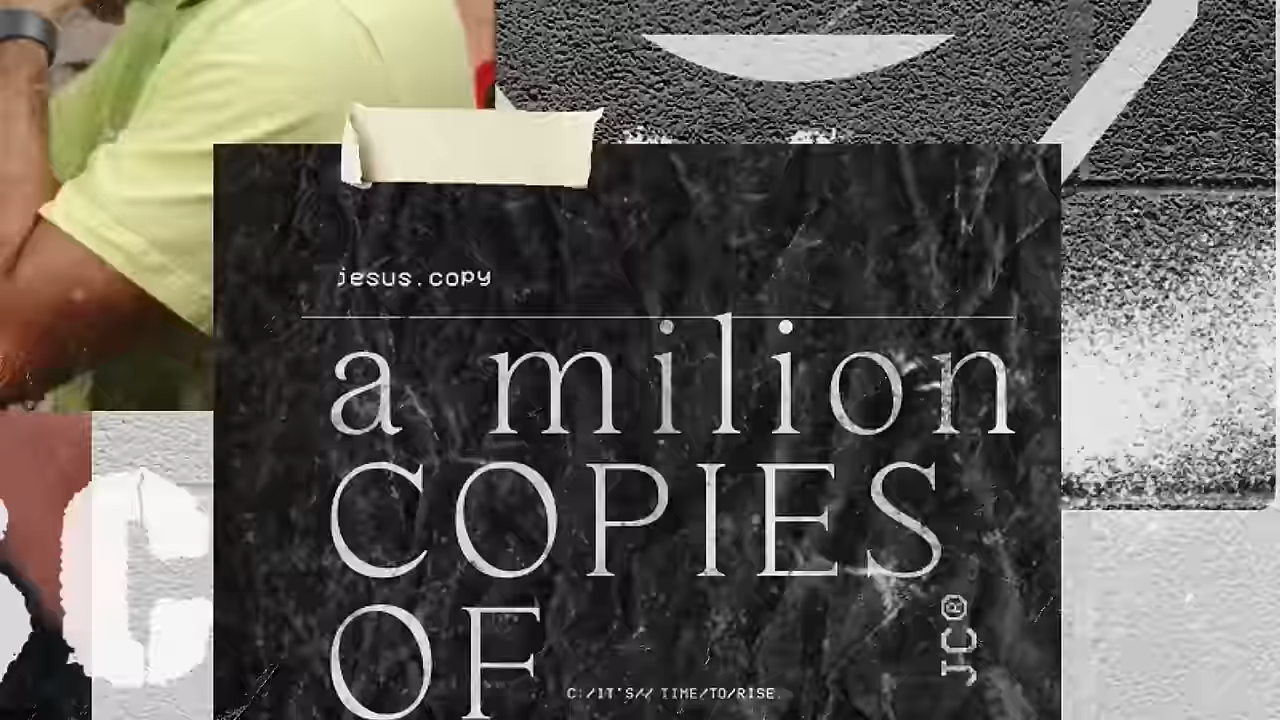 jesus.copy
a milion
COPIES
OF
JC®
C:/IT'S// TIME/TO/RISE.